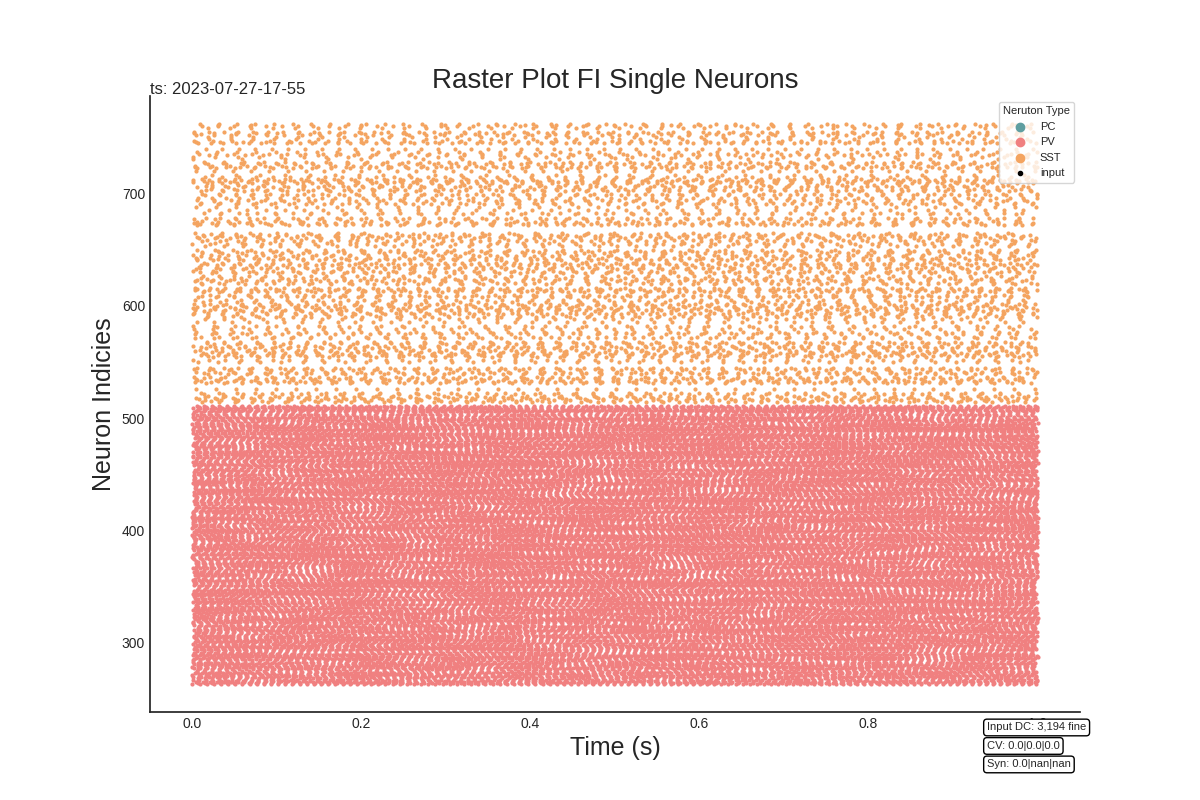 Raster Plot FI Single Neurons
ts: 2023-07-27-17-55
Neruton Type
PC
PV
SST
input
Neuron Indicies
700
600
500
400
300
0.0 0.2 0.4 0.6 0.8
Time (s)
Input DC: 3,194 fine
CV: 0.0|0.0|0.0
Syn: 0.0|nan|nan